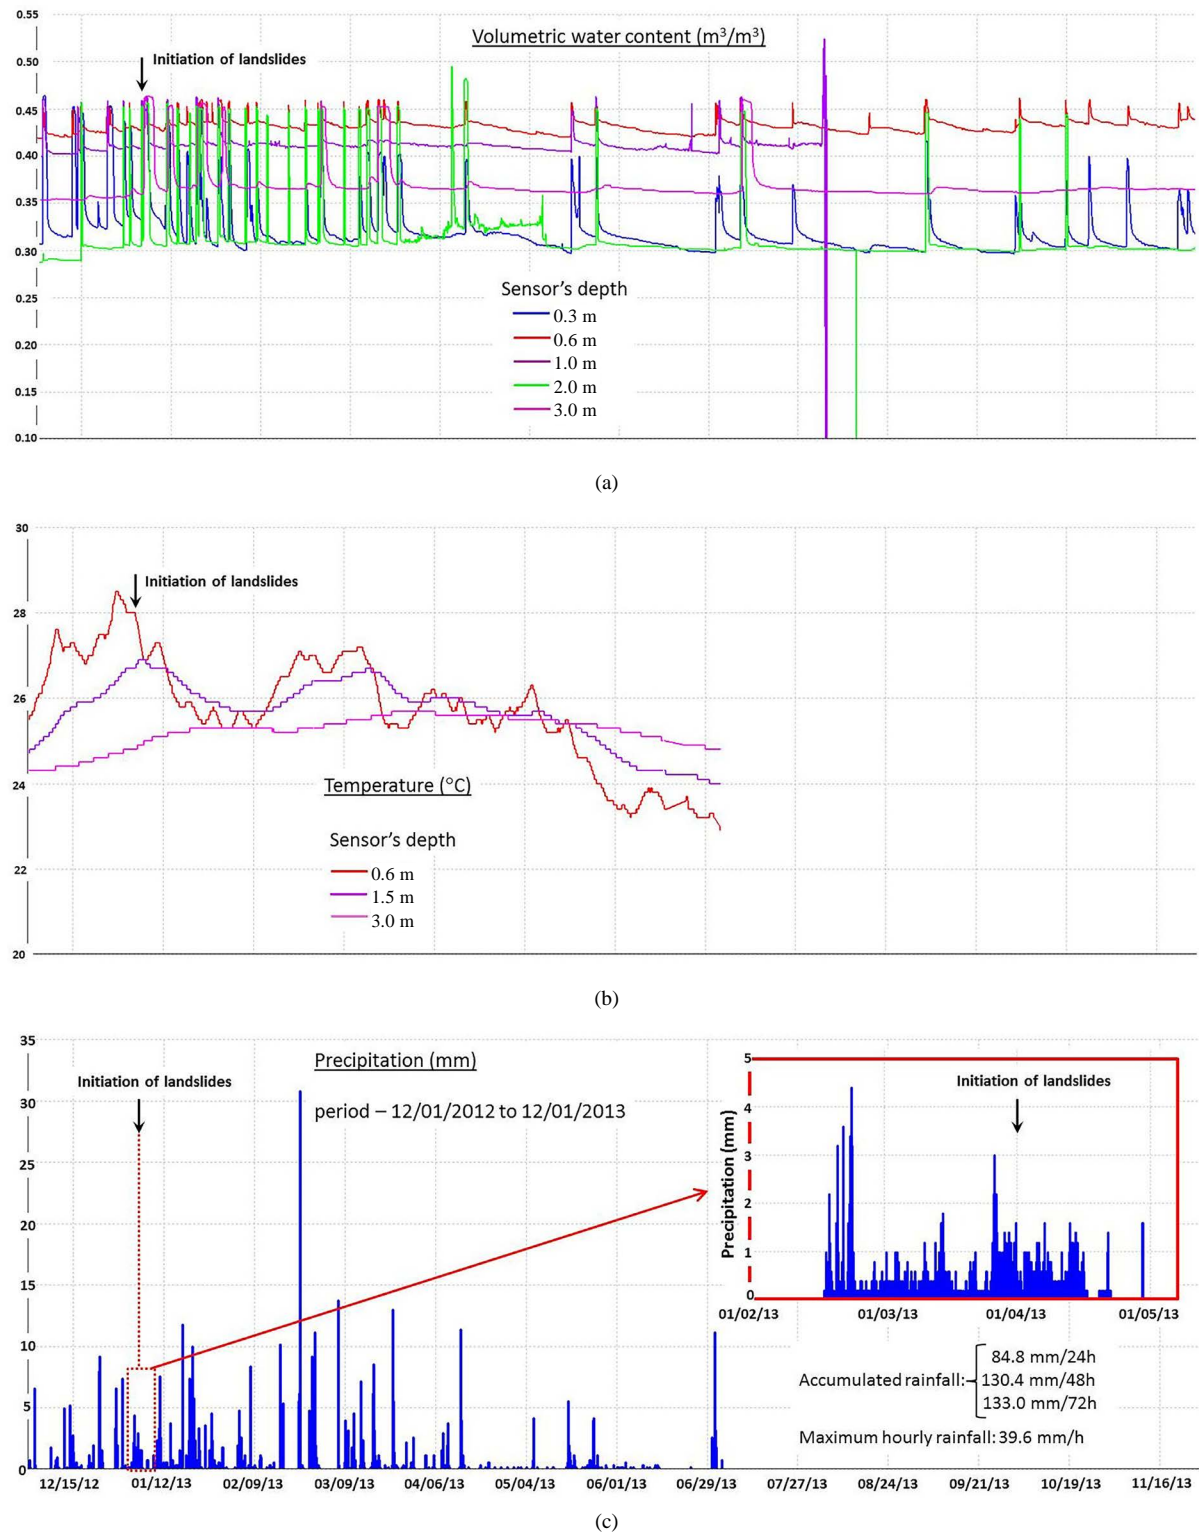 0.55
Volumetric water content (m³/m³)
Initiation of landslides
0.50
0.45
0.40
0.35
0.30
0.25
Sensor's depth
0.3 m
0.20
0.6 m
1.0 m
0.15
2.0 m
3.0 m
0.10
(a)
30
Initiation of landslides
28
26
24
Temperature (°C)
Sensor's depth
22
0.6 m
1.5 m
3.0 m
20
(b)
35
Precipitation (mm)
Initiation of landslides
period – 12/01/2012 to 12/01/2013
30
25
20
15
10
5
0
12/15/12 01/12/13 02/09/13 03/09/13 04/06/13 05/04/13 06/01/13 06/29/13 07/27/13 08/24/13 09/21/13 10/19/13 11/16/13
Precipitation (mm)
5
Initiation of landslides
4
3
2
1
0
01/02/13 01/03/13 01/04/13 01/05/13
84.8 mm/24h
Accumulated rainfall: 130.4 mm/48h
133.0 mm/72h
Maximum hourly rainfall: 39.6 mm/h
(c)